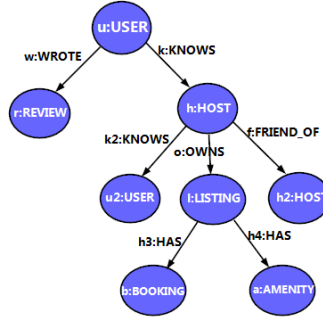 u:USER
w:WROTE
k:KNOWS
r:REVIEW
h:HOST
k2:KNOWS
o:OWNS
f:FRIEND_OF
u2:USER
l:LISTING
h2:HOST
h3:HAS
h4:HAS
b:BOOKING
a:AMENITY